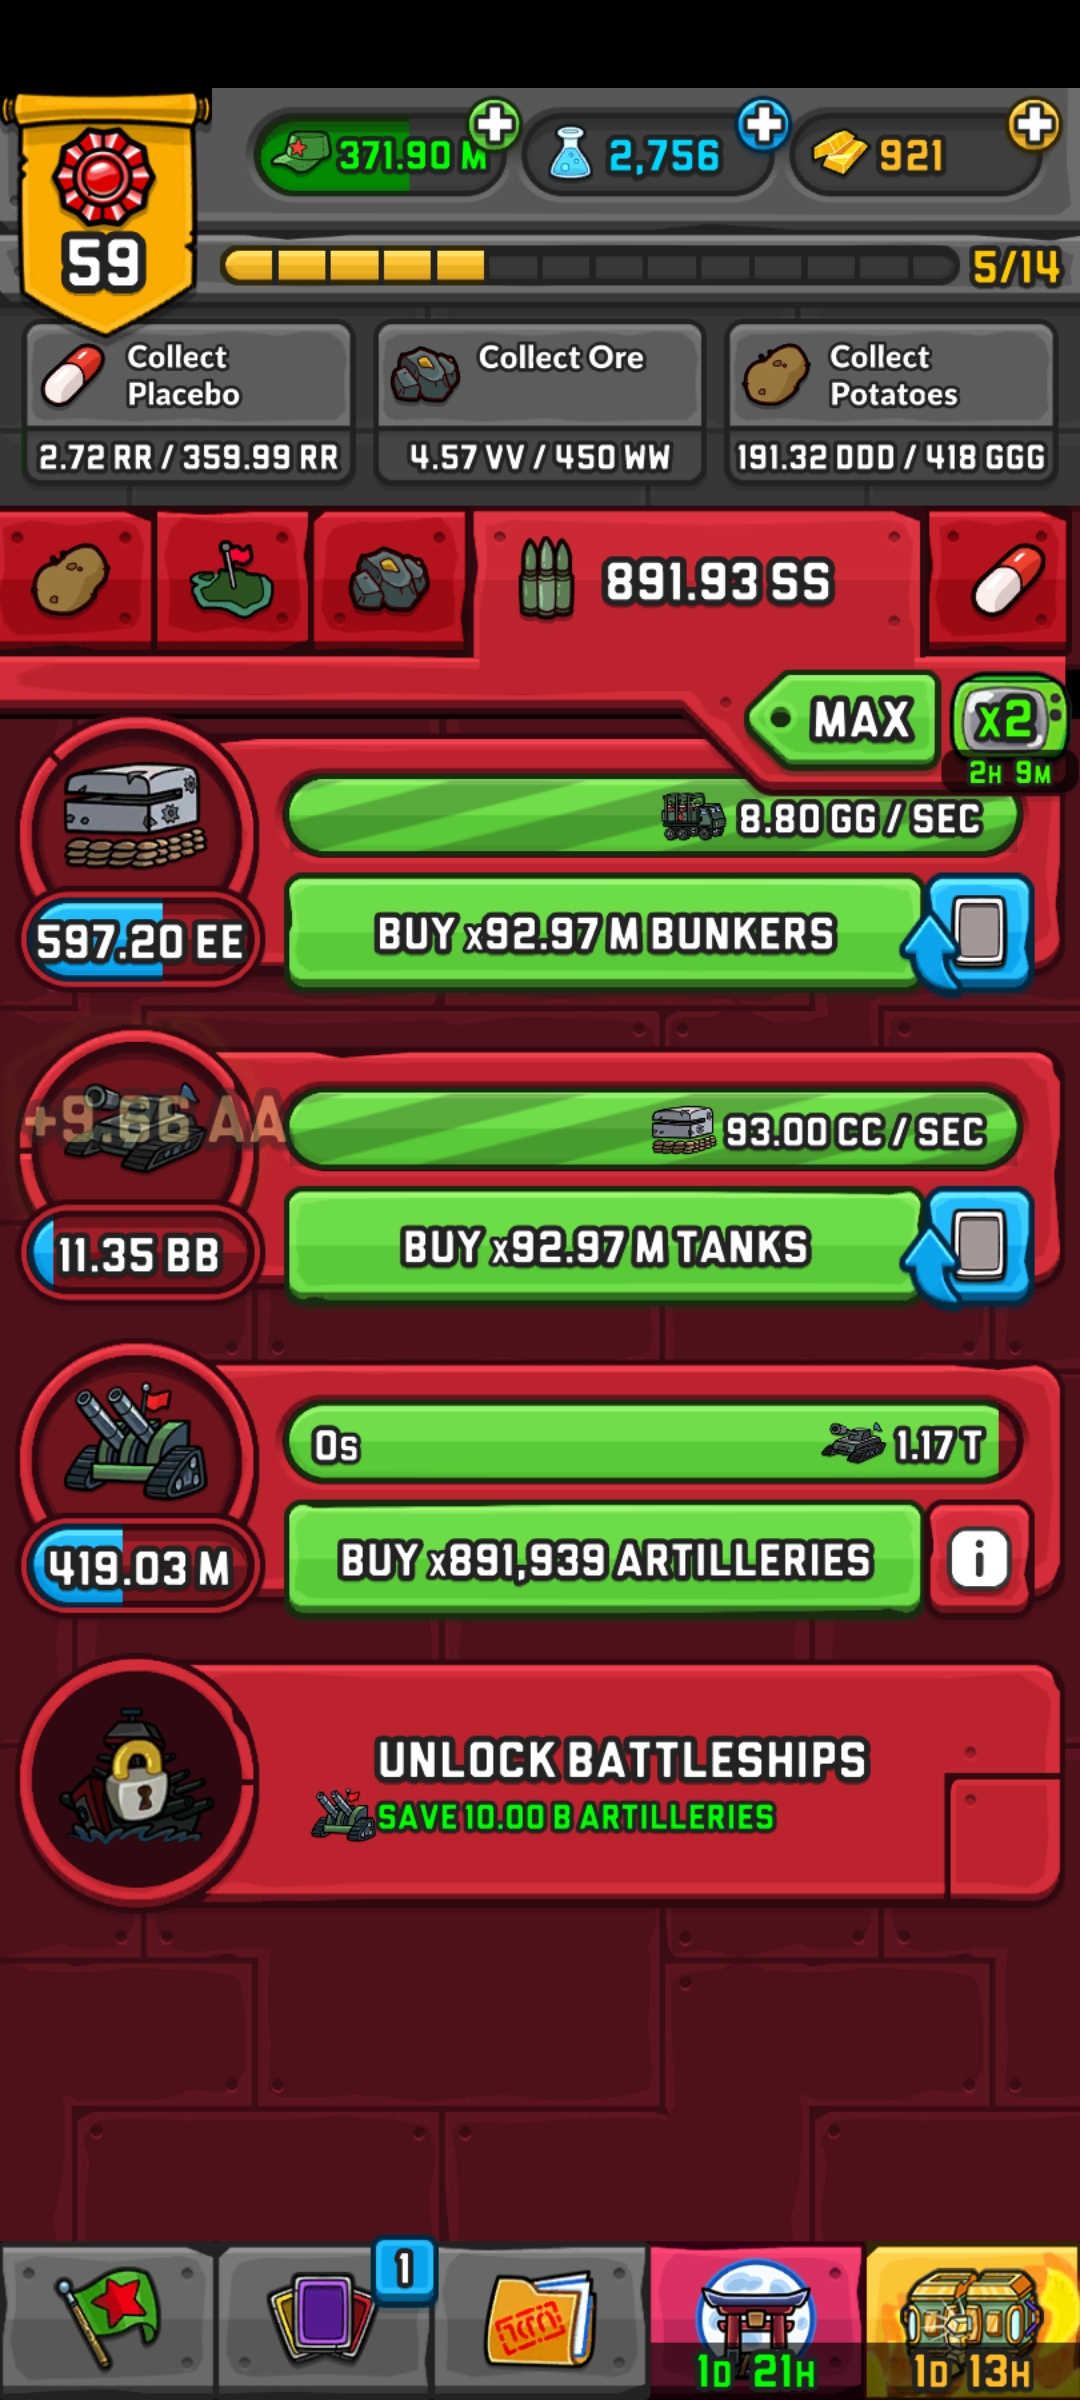 371.90 M
2,756
921
59
5/14
Collect
Placebo
2.72 RR / 359.99 RR
Collect Ore
4.57 VV / 450 WW
Collect
Potatoes
191.32 DDD / 418 GGG
891.93 SS
MAX
x2
2H 9M
8.80 GG / SEC
597.20 EE
BUY x92.97 M BUNKERS
+9.66 AA
93.00 CC / SEC
11.35 BB
BUY x92.97 M TANKS
0s
1.17 T
419.03 M
BUY x891,939 ARTILLERIES
i
UNLOCK BATTLESHIPS
SAVE 10.00 B ARTILLERIES
1
1D 21H
1D 13H